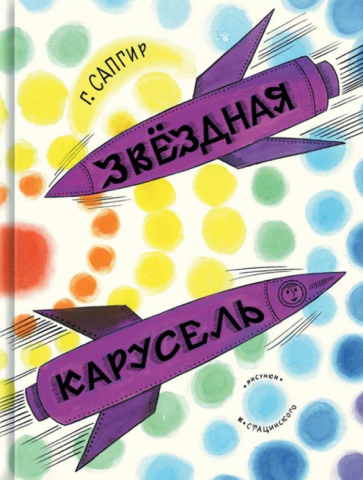 Г. САПГИР
ЗВЁЗДНАЯ
КАРУСЕЛЬ
РИСУНКИ
В. СТАЦИНСКОГО